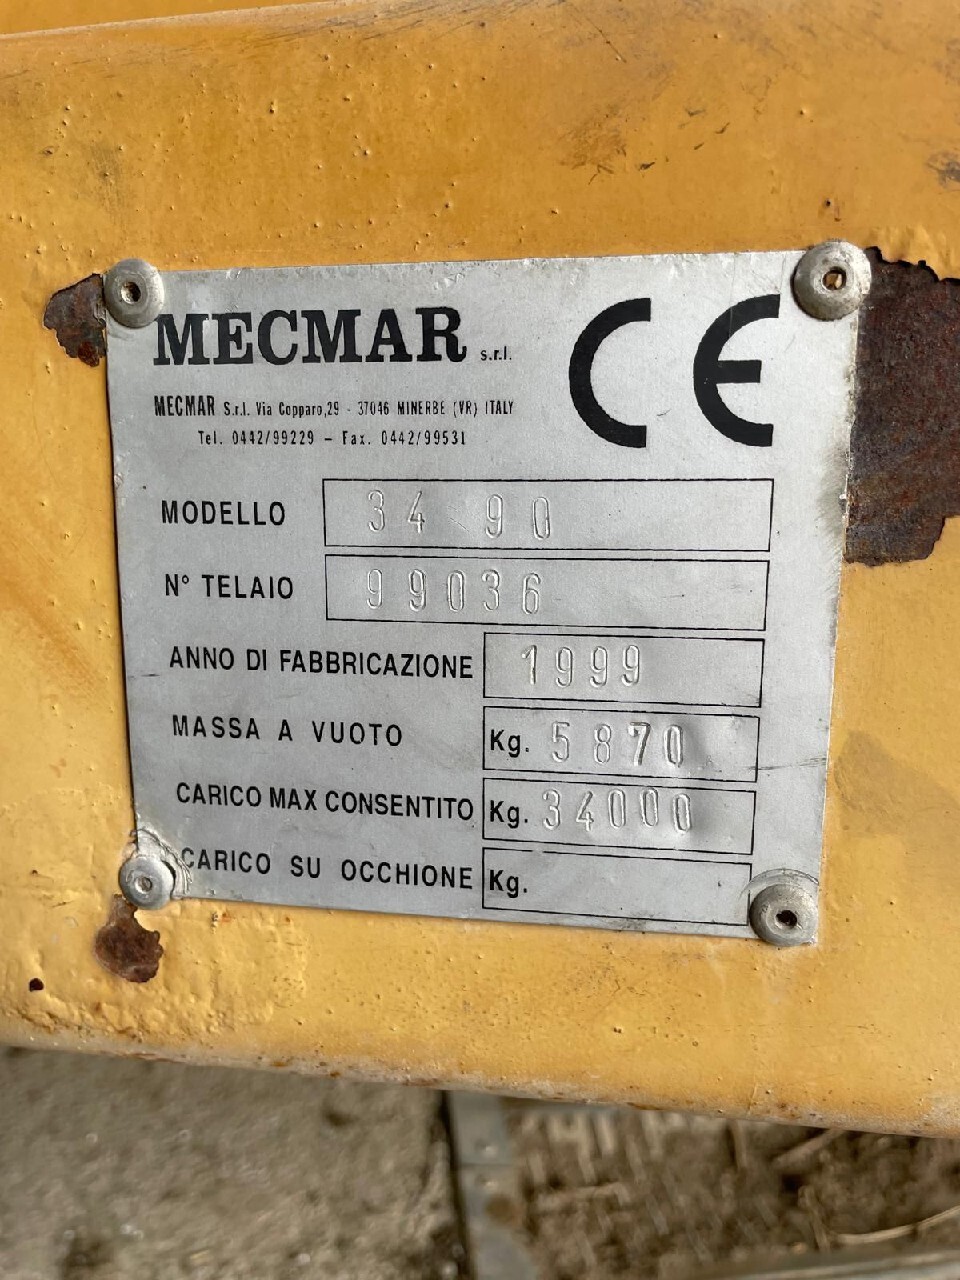 MECMAR s.r.l.
MECMAR S.r.l. Via Copparo,29 - 37046 MINERBE (VR) ITALY
Tel. 0442/99229 - Fax. 0442/99531
CE
MODELLO 34 90
N° TELAIO 99036
ANNO DI FABBRICAZIONE 1999
MASSA A VUOTO Kg. 5870
CARICO MAX CONSENTITO Kg. 34000
CARICO SU OCCHIONE Kg.